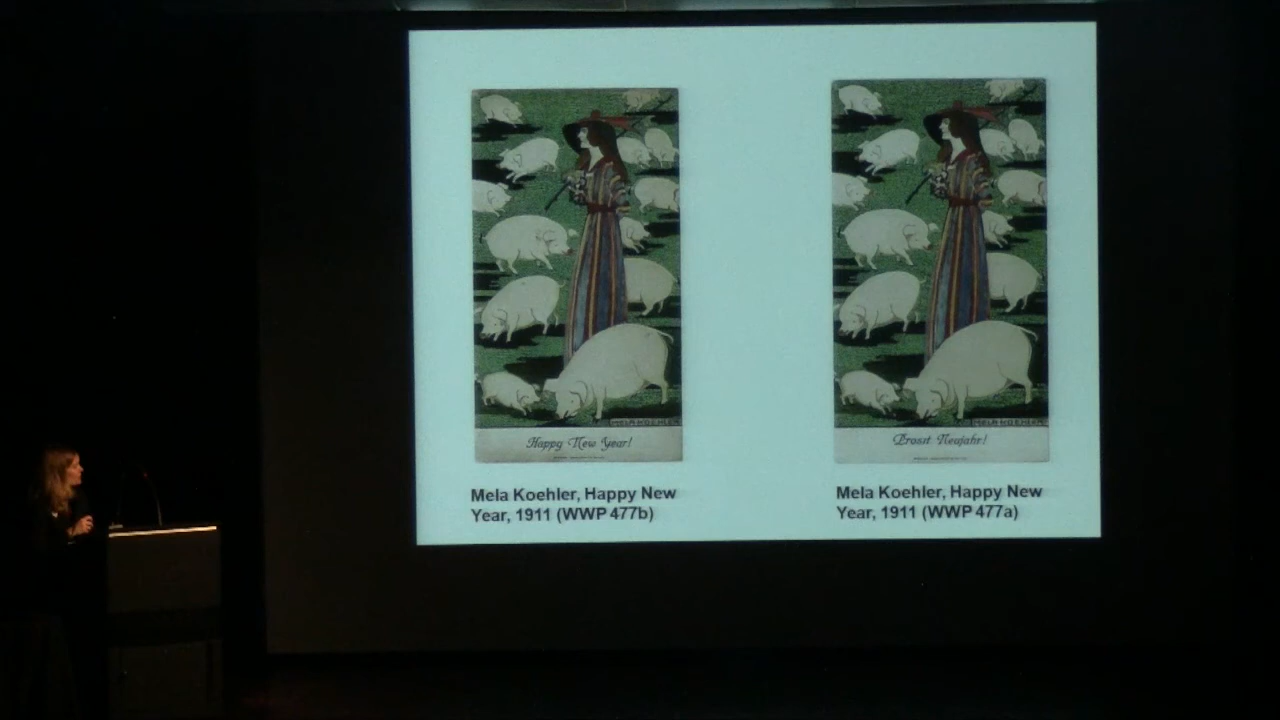 MELA KOEHLER
Happy New Year!
Mela Koehler, Happy New
Year, 1911 (WWP 477b)
MELA KOEHLER
Prosit Neujahr!
Mela Koehler, Happy New
Year, 1911 (WWP 477a)